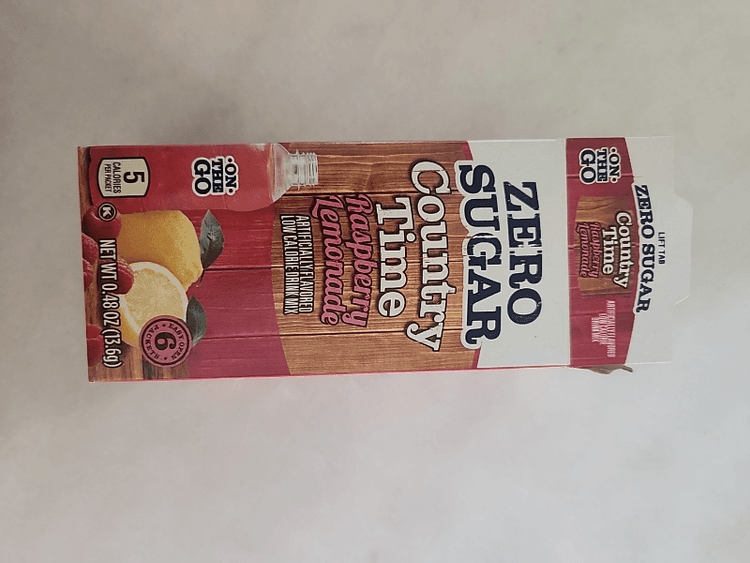 LIFT TAB
ZERO SUGAR
Country
Time
Raspberry
Lemonade
·ON·
THE
GO
ZERO
SUGAR
Country
Time
Raspberry
Lemonade
ARTIFICIALLY FLAVORED
LOW CALORIE DRINK MIX
·ON·
THE
GO
5
CALORIES
PER PACKET
K
EASY OPEN
6
PACKETS
NET WT 0.48 OZ (13.6g)